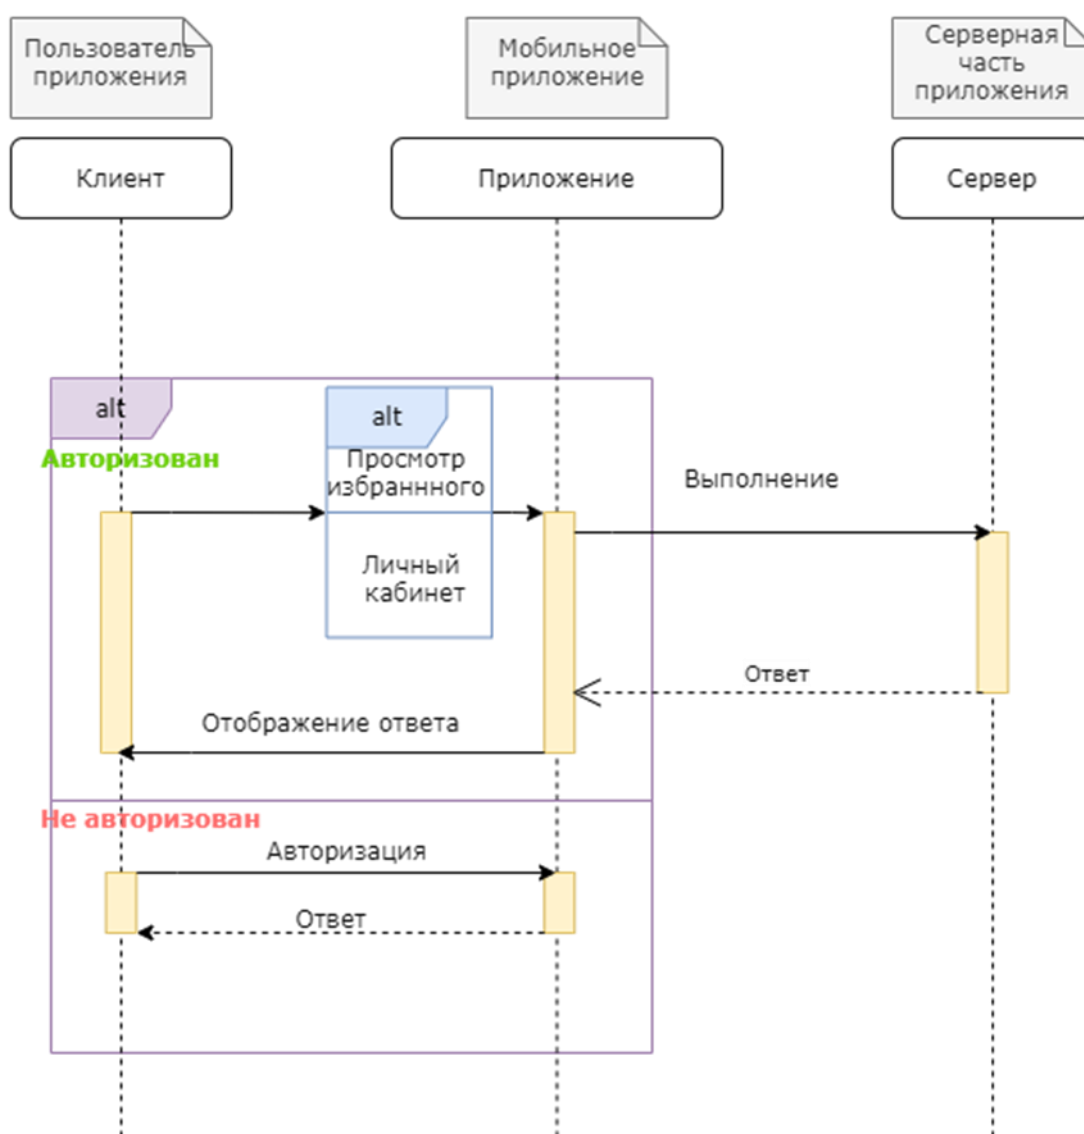 Пользователь
приложения
Мобильное
приложение
Серверная
часть
приложения
Клиент
Приложение
Сервер
alt
alt
Авторизован
Просмотр
избраннного
Выполнение
Личный
кабинет
Ответ
Отображение ответа
Не авторизован
Авторизация
Ответ